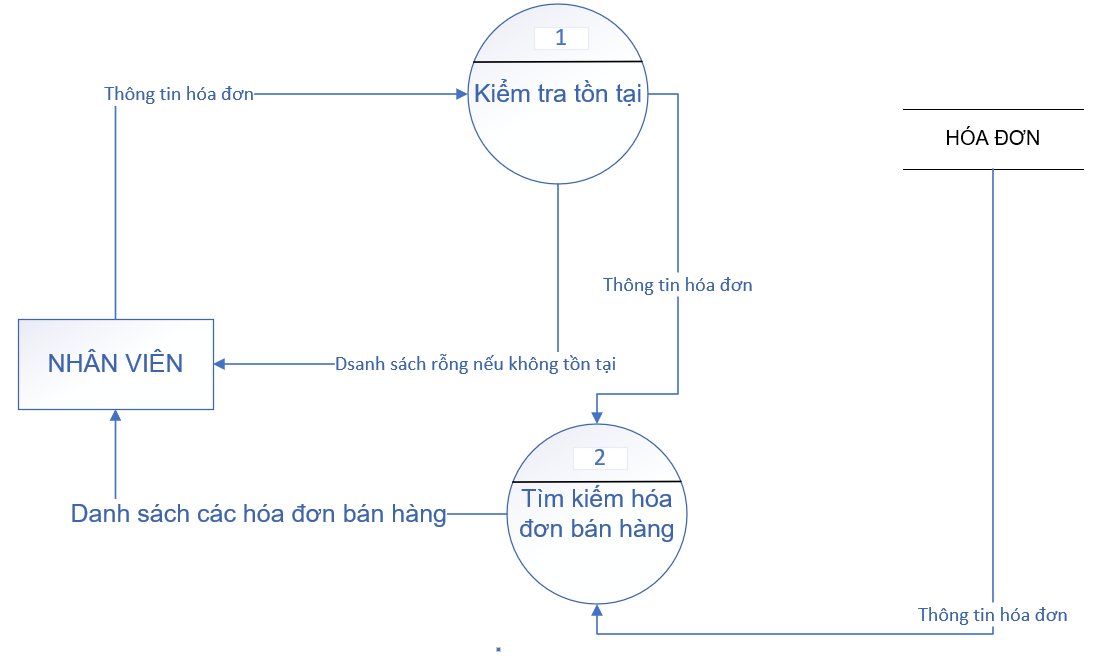 1
Thông tin hóa đơn
Kiểm tra tồn tại
HÓA ĐƠN
Thông tin hóa đơn
NHÂN VIÊN
Dsanh sách rỗng nếu không tồn tại
2
Tìm kiếm hóa
đơn bán hàng
Danh sách các hóa đơn bán hàng
Thông tin hóa đơn